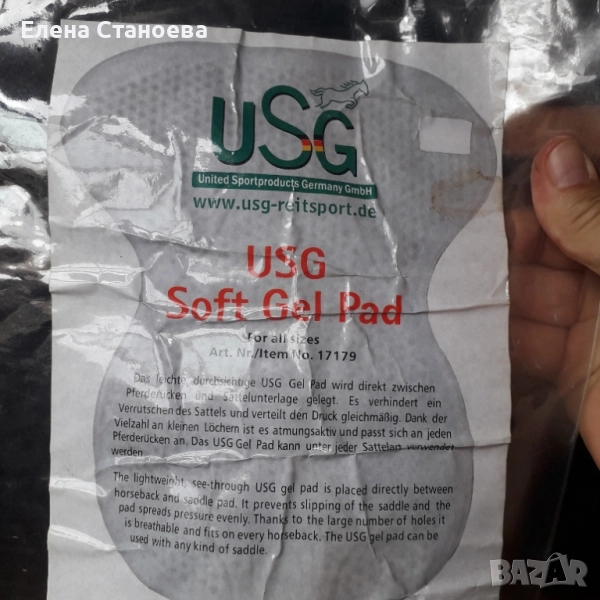 Елена Станоева
USG
United Sportproducts Germany GmbH
www.usg-reitsport.de
USG
Soft Gel Pad
For all sizes
Art. Nr./Item No. 17179
Das leichte, durchsichtige USG Gel Pad wird direkt zwischen
Pferderücken und Sattelunterlage gelegt. Es verhindert ein
Verrutschen des Sattels und verteilt den Druck gleichmäßig. Dank der
Vielzahl an kleinen Löchern ist es atmungsaktiv und passt sich an jeden
Pferderücken an. Das USG Gel Pad kann unter jeder Sattelart verwendet
werden.
The lightweight, see-through USG gel pad is placed directly between
horseback and saddle pad. It prevents slipping of the saddle and the
pad spreads pressure evenly. Thanks to the large number of holes it
is breathable and fits on every horseback. The USG gel pad can be
used with any kind of saddle.
BAZAR